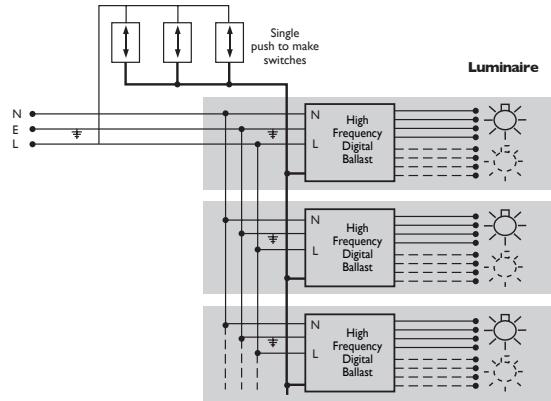 Single
push to make
switches
Luminaire
N
E
L
N
L
High
Frequency
Digital
Ballast
N
L
High
Frequency
Digital
Ballast
N
L
High
Frequency
Digital
Ballast